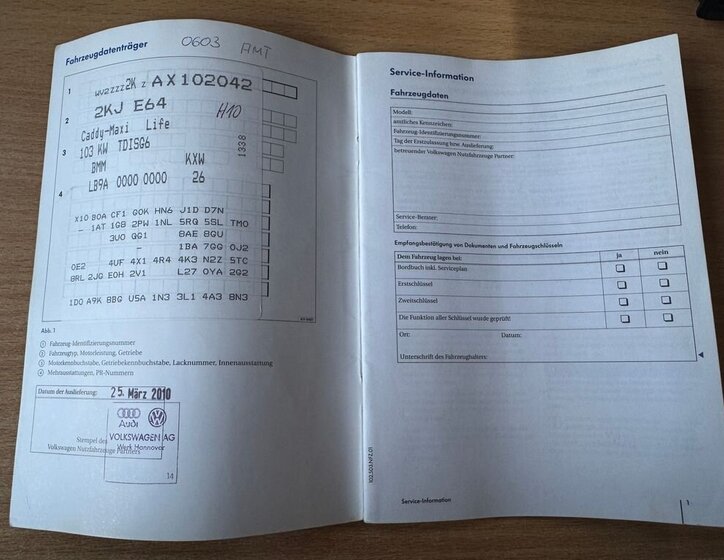 Fahrzeugdatenträger
0603 AMT
1
WV2ZZZ2K Z AX102042
2
2KJ E64
H10
Caddy-Maxi Life
3
103 KW TDISG6
1338
BMM KXW
LB9A 0000 0000 26
4
X10 B0A CF1 G0K HN6 J1D D7N
- 1AT 1G8 2PW 1NL 5RQ 5SL TM0
3U0 QG1 8AE 8GU
- 1BA 7GG 0J2
0E2 4UF 4X1 4R4 4K3 N2Z 5TC
8RL 2JG E0H 2V1 L27 0YA 2G2
1D0 A9K 8BG U5A 1N3 3L1 4A3 8N3
Abb. 1
1 Fahrzeug-Identifizierungsnummer
2 Fahrzeugtyp, Motorleistung, Getriebe
3 Motorkennbuchstabe, Getriebekennbuchstabe, Lacknummer, Innenausstattung
4 Mehrausstattungen, PR-Nummern
Datum der Auslieferung: 25. März 2010
Audi
VOLKSWAGEN AG
Werk Hannover
Stempel des
Volkswagen Nutzfahrzeuge Partners
14
Service-Information
Fahrzeugdaten
Modell:
amtliches Kennzeichen:
Fahrzeug-Identifizierungsnummer:
Tag der Erstzulassung bzw. Auslieferung:
betreuender Volkswagen Nutzfahrzeuge Partner:
Service-Berater:
Telefon:
Empfangsbestätigung von Dokumenten und Fahrzeugschlüsseln
Dem Fahrzeug lagen bei: ja nein
Bordbuch inkl. Serviceplan
Erstschlüssel
Zweitschlüssel
Die Funktion aller Schlüssel wurde geprüft!
Ort: Datum:
Unterschrift des Fahrzeughalters:
102.5G0.NFZ.01
Service-Information
1